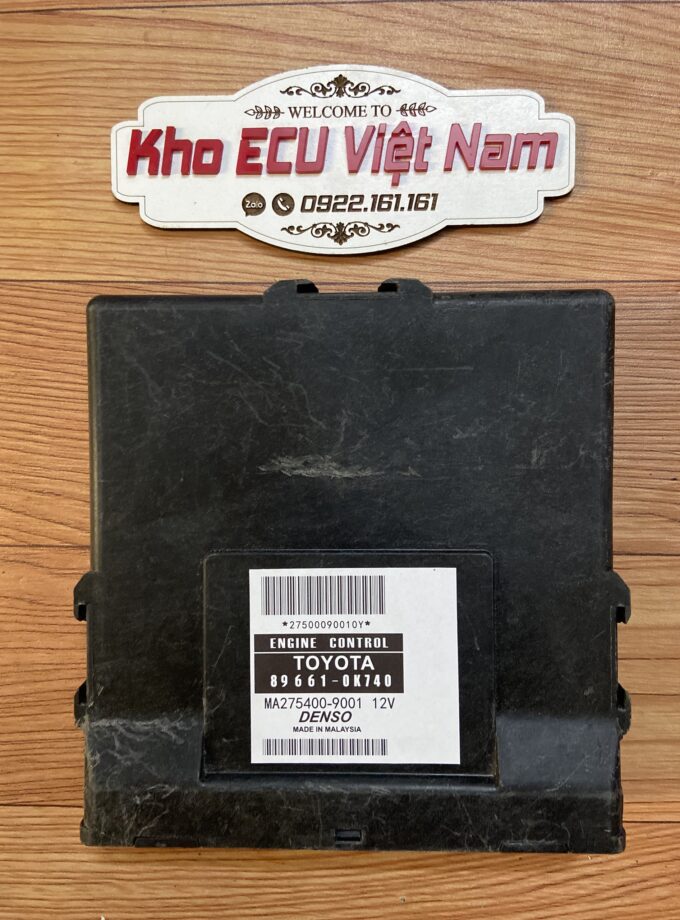 WELCOME TO
Kho ECU Việt Nam
Zalo 0922.161.161
*27500090010Y*
ENGINE CONTROL
TOYOTA
89661-0K740
MA275400-9001 12V
DENSO
MADE IN MALAYSIA